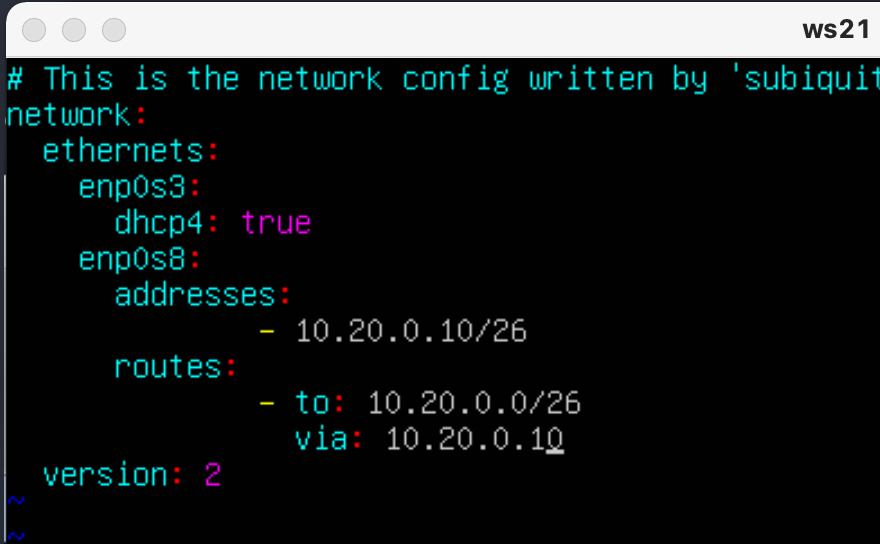 ws21
# This is the network config written by 'subiquit
network:
  ethernets:
    enp0s3:
      dhcp4: true
    enp0s8:
      addresses:
              - 10.20.0.10/26
      routes:
              - to: 10.20.0.0/26
                via: 10.20.0.10
  version: 2
~
~